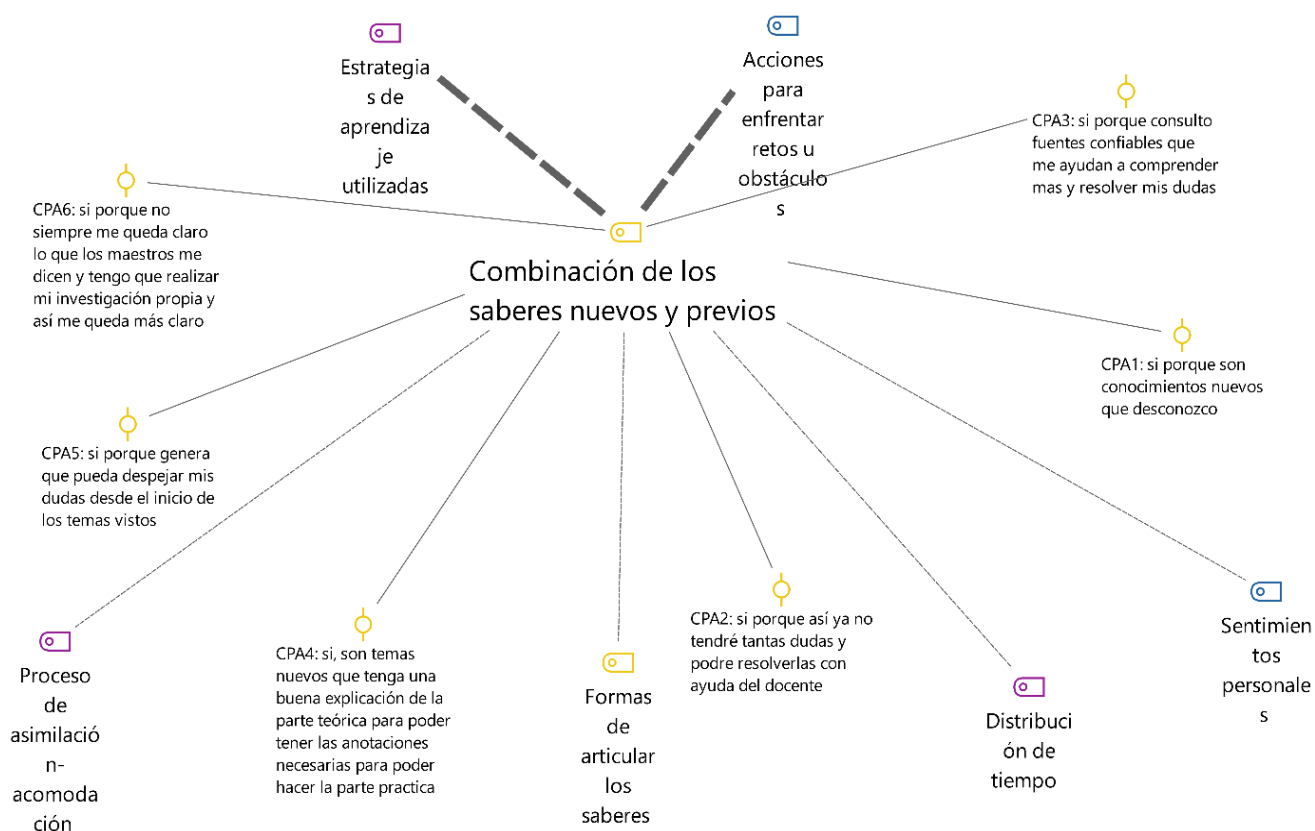 Estrategia
s de
aprendiza
je
utilizadas
Acciones
para
enfrentar
retos u
obstáculo
s
CPA3: si porque consulto
fuentes confiables que
me ayudan a comprender
mas y resolver mis dudas
CPA6: si porque no
siempre me queda claro
lo que los maestros me
dicen y tengo que realizar
mi investigación propia y
así me queda más claro
Combinación de los
saberes nuevos y previos
CPA1: si porque son
conocimientos nuevos
que desconozco
CPA5: si porque genera
que pueda despejar mis
dudas desde el inicio de
los temas vistos
Proceso
de
asimilació
n-
acomoda
ción
CPA4: si, son temas
nuevos que tenga una
buena explicación de la
parte teórica para poder
tener las anotaciones
necesarias para poder
hacer la parte practica
Formas
de
articular
los
saberes
CPA2: si porque así ya no
tendré tantas dudas y
podre resolverlas con
ayuda del docente
Distribuci
ón de
tiempo
Sentimien
tos
personale
s